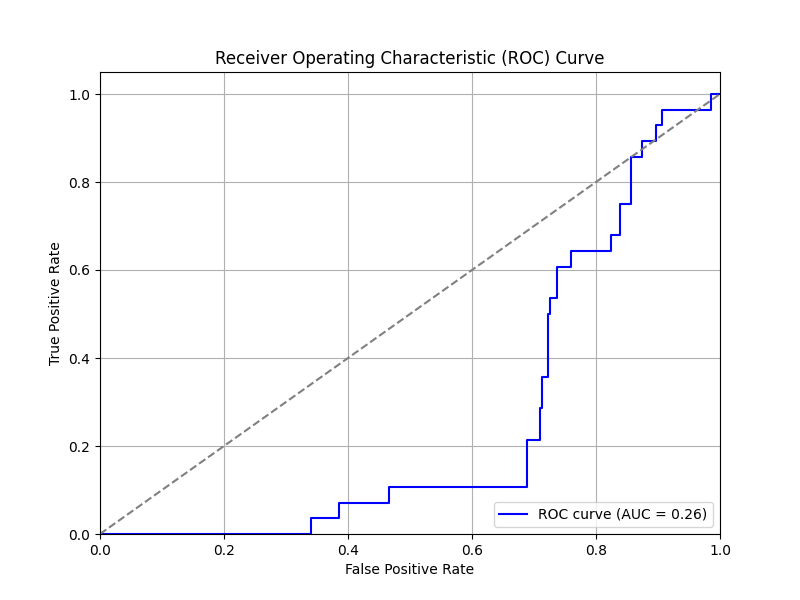 Receiver Operating Characteristic (ROC) Curve
1.0
0.8
0.6
0.4
0.2
0.0
True Positive Rate
ROC curve (AUC = 0.26)
0.0 0.2 0.4 0.6 0.8 1.0
False Positive Rate